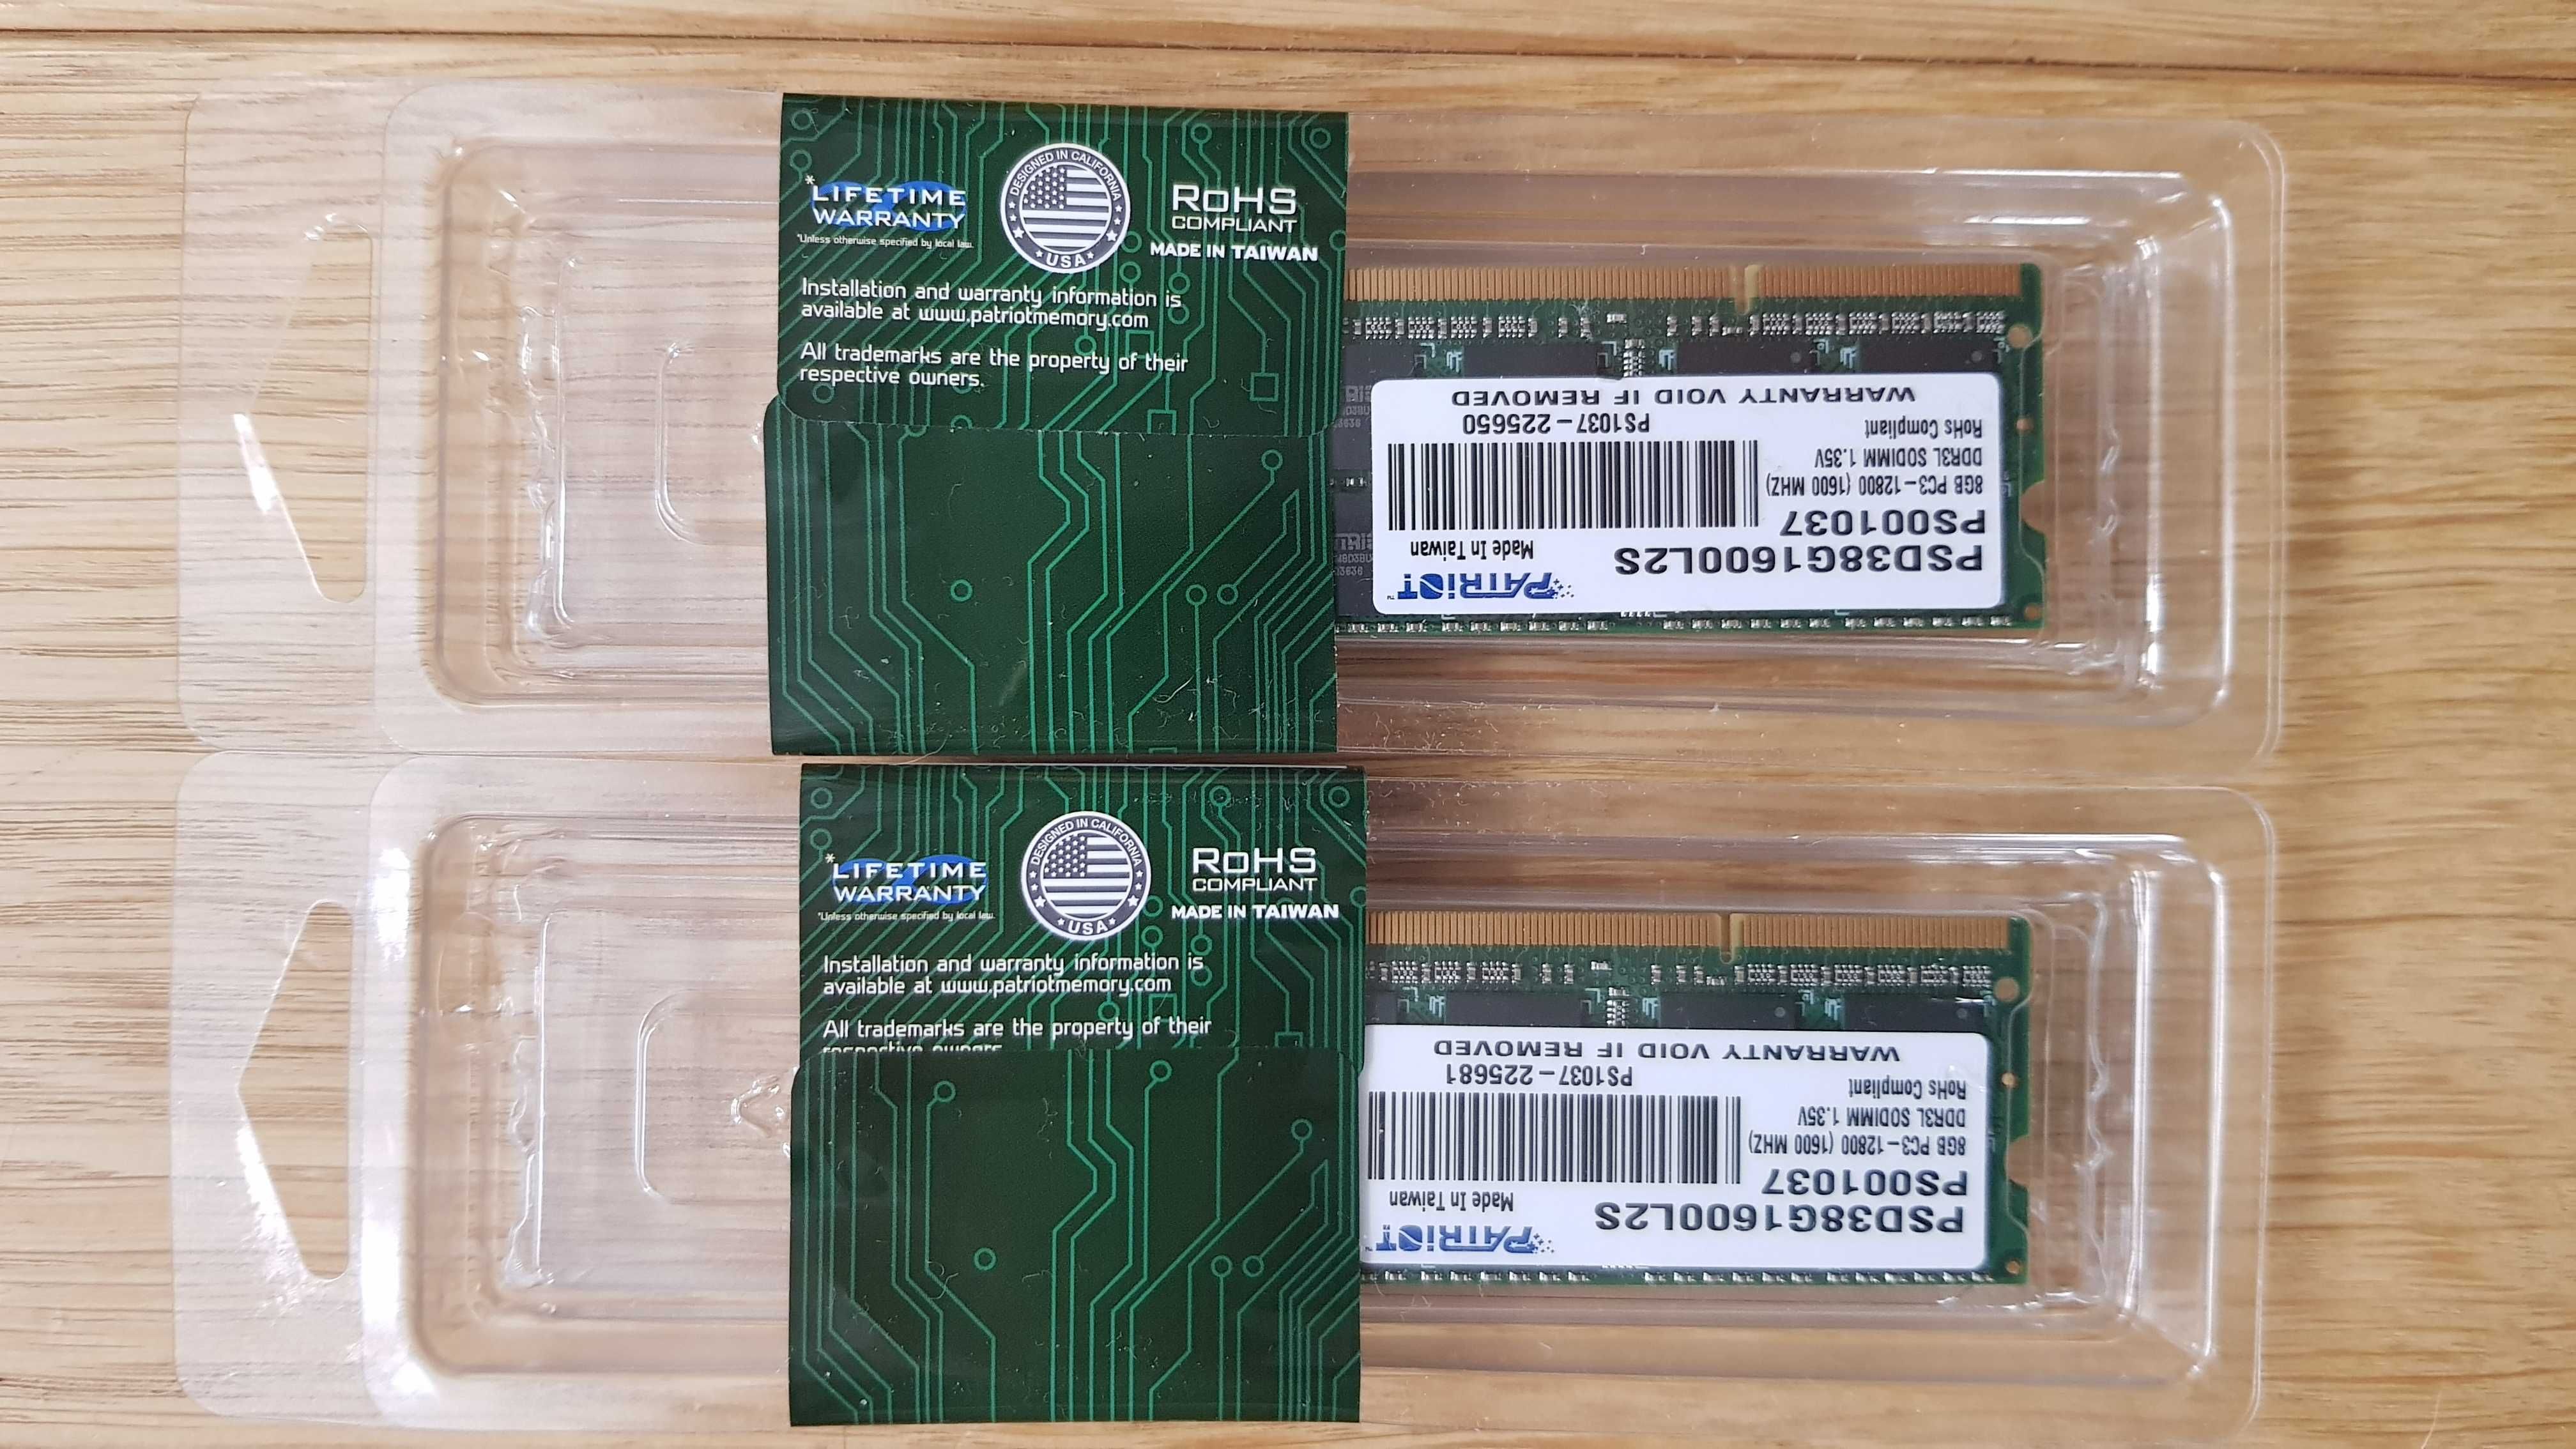 *LIFETIME
WARRANTY
*Unless otherwise specified by local law.
DESIGNED IN CALIFORNIA
USA
RoHS
COMPLIANT
MADE IN TAIWAN
Installation and warranty information is
available at www.patriotmemory.com
All trademarks are the property of their
respective owners.
PATRIOT™
Made In Taiwan
PSD38G1600L2S
PS001037
8GB PC3-12800 (1600 MHZ)
DDR3L SODIMM 1.35V
RoHS Compliant
PS1037-225650
WARRANTY VOID IF REMOVED
*LIFETIME
WARRANTY
*Unless otherwise specified by local law.
DESIGNED IN CALIFORNIA
USA
RoHS
COMPLIANT
MADE IN TAIWAN
Installation and warranty information is
available at www.patriotmemory.com
All trademarks are the property of their
respective owners
PATRIOT™
Made In Taiwan
PSD38G1600L2S
PS001037
8GB PC3-12800 (1600 MHZ)
DDR3L SODIMM 1.35V
RoHS Compliant
PS1037-225681
WARRANTY VOID IF REMOVED